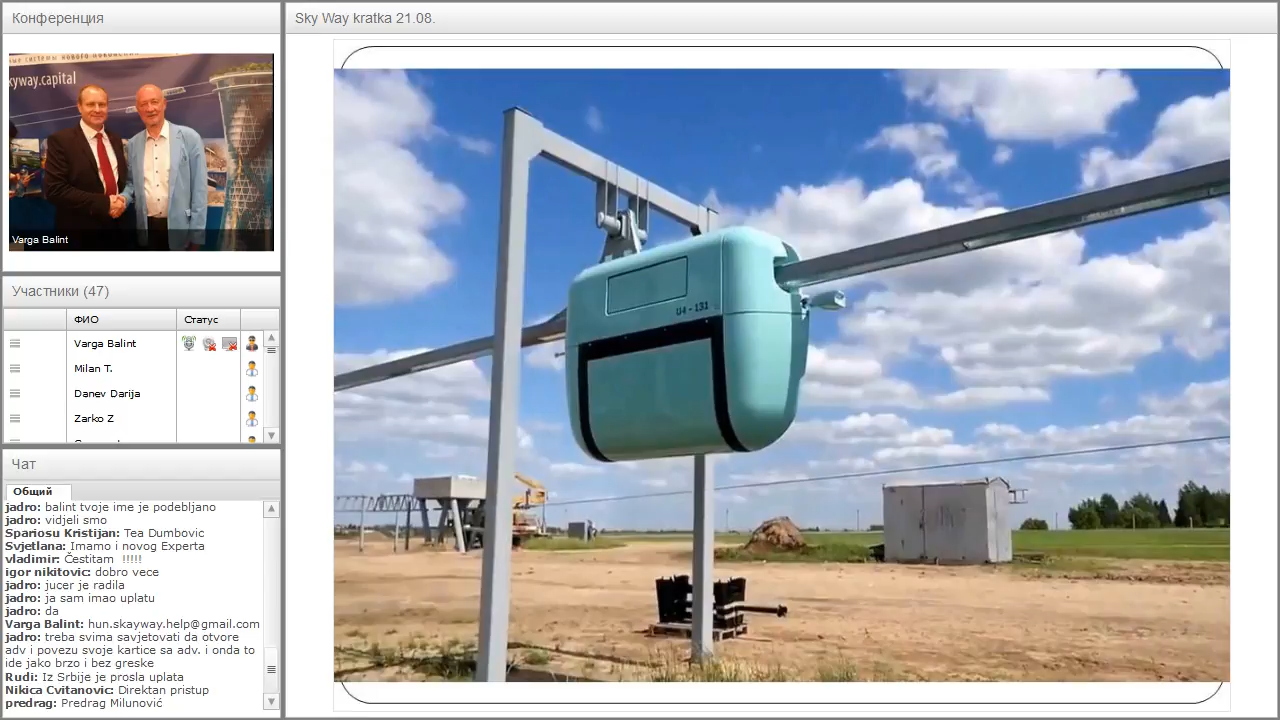 Конференция
Sky Way kratka 21.08.
kyway.capital
Varga Balint
Участники (47)
ФИО
Статус
Varga Balint
Milan T.
Danev Darija
Zarko Z
U4 - 131
Чат
Общий
jadro: balint tvoje ime je podebljano
jadro: vidjeli smo
Spariosu Kristijan: Tea Dumbovic
Svjetlana: Imamo i novog Experta
vladimir: Čestitam !!!!!
igor nikitovic: dobro vece
jadro: jucer je radila
jadro: ja sam imao uplatu
jadro: da
Varga Balint: hun.skayway.help@gmail.com
jadro: treba svima savjetovati da otvore
adv i povezu svoje kartice sa adv. i onda to
ide jako brzo i bez greske
Rudi: Iz Srbije je prosla uplata
Nikica Cvitanovic: Direktan pristup
predrag: Predrag Milunović